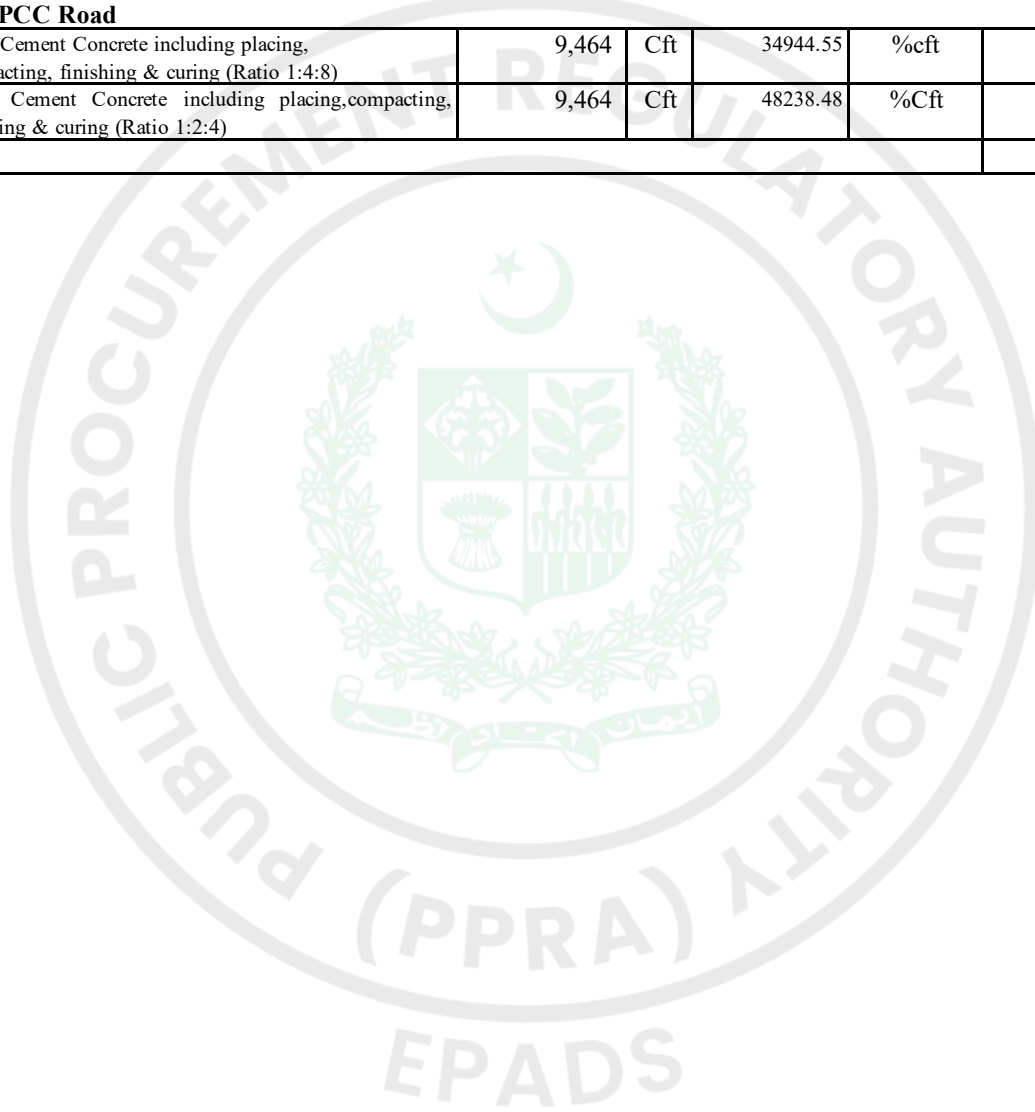 PCC Road
Cement Concrete including placing,
acting, finishing & curing (Ratio 1:4:8)
9,464
Cft
34944.55
%cft
Cement Concrete including placing,compacting,
ing & curing (Ratio 1:2:4)
9,464
Cft
48238.48
%Cft
PUBLIC PROCUREMENT REGULATORY AUTHORITY
(PPRA)
EPADS